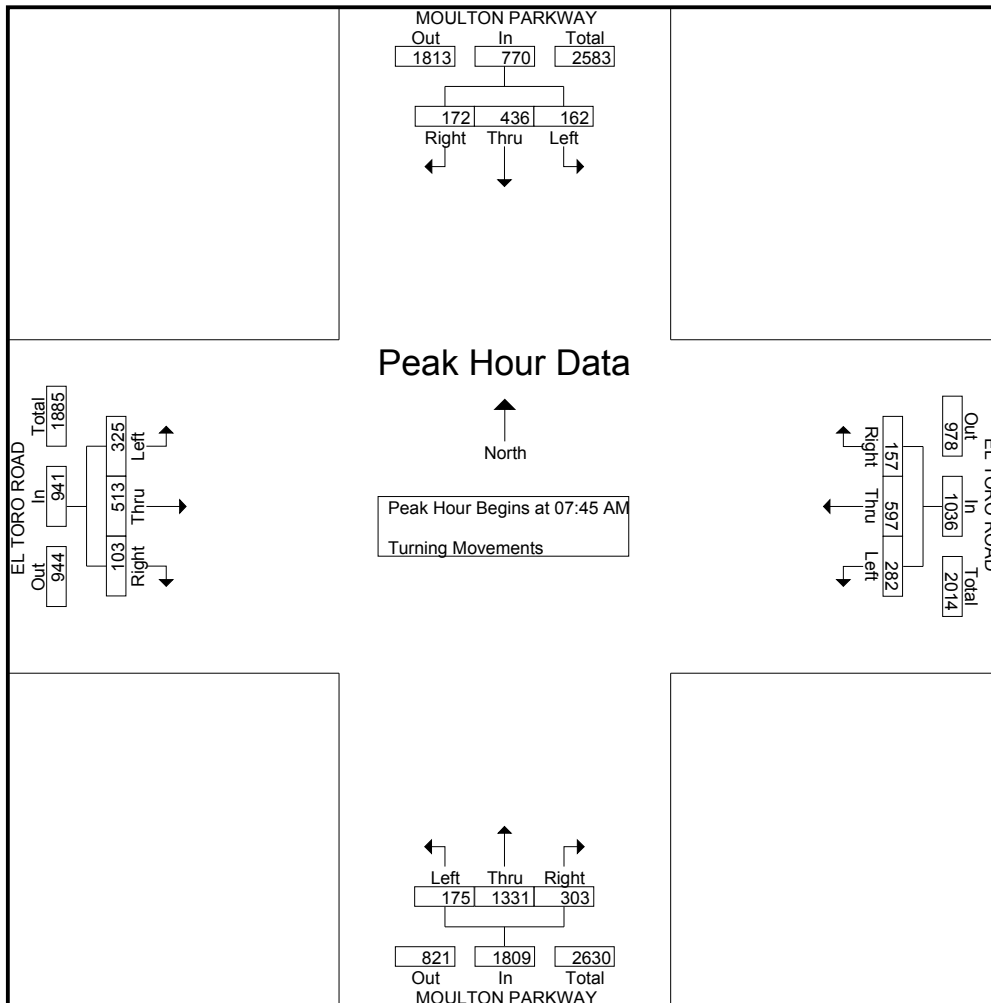 MOULTON PARKWAY
Out In Total
1813 770 2583
172 436 162
Right Thru Left
Peak Hour Data
North
Peak Hour Begins at 07:45 AM
Turning Movements
EL TORO ROAD
Total In Out
1885 941 944
325 513 103
Left Thru Right
EL TORO ROAD
Out In Total
978 1036 2014
157 597 282
Right Thru Left
Left Thru Right
175 1331 303
821 1809 2630
Out In Total
MOULTON PARKWAY